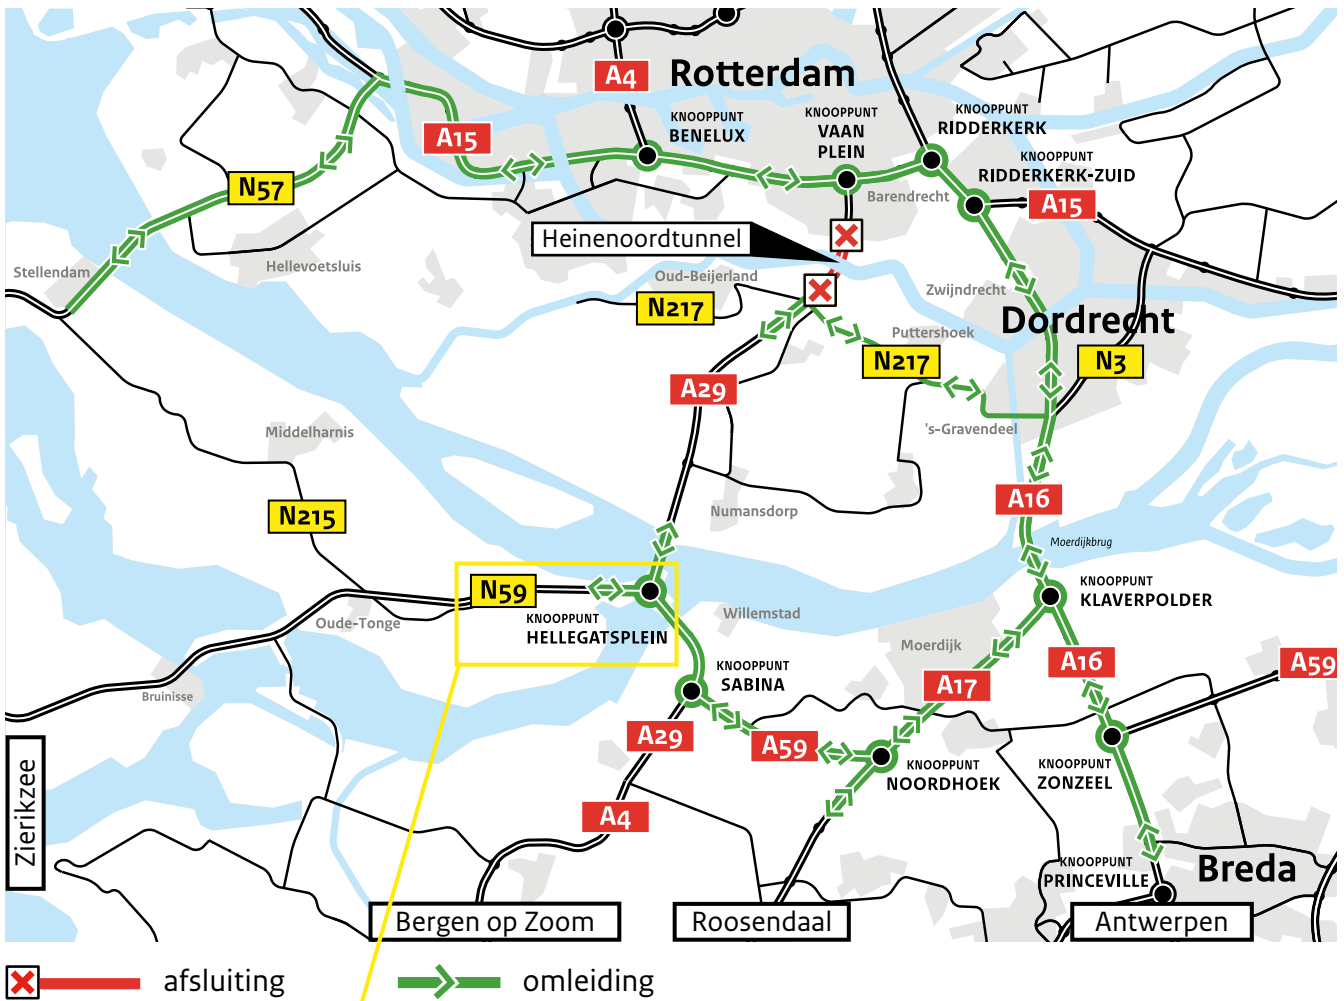 A4
Rotterdam
KNOOPPUNT
BENELUX
KNOOPPUNT
VAAN
PLEIN
KNOOPPUNT
RIDDERKERK
KNOOPPUNT
RIDDERKERK-ZUID
A15
A15
N57
Barendrecht
Heinenoordtunnel
Stellendam
Hellevoetsluis
Oud-Beijerland
N217
Zwijndrecht
Dordrecht
Puttershoek
N217
N3
A29
Middelharnis
's-Gravendeel
N215
Numansdorp
A16
Moerdijkbrug
N59
KNOOPPUNT
HELLEGATSPLEIN
Oude-Tonge
Willemstad
KNOOPPUNT
KLAVERPOLDER
Moerdijk
Bruinisse
KNOOPPUNT
SABINA
A17
A16
A59
A29
A59
KNOOPPUNT
NOORDHOEK
KNOOPPUNT
ZONZEEL
Zierikzee
A4
KNOOPPUNT
PRINCEVILLE
Breda
Bergen op Zoom
Roosendaal
Antwerpen
afsluiting
omleiding